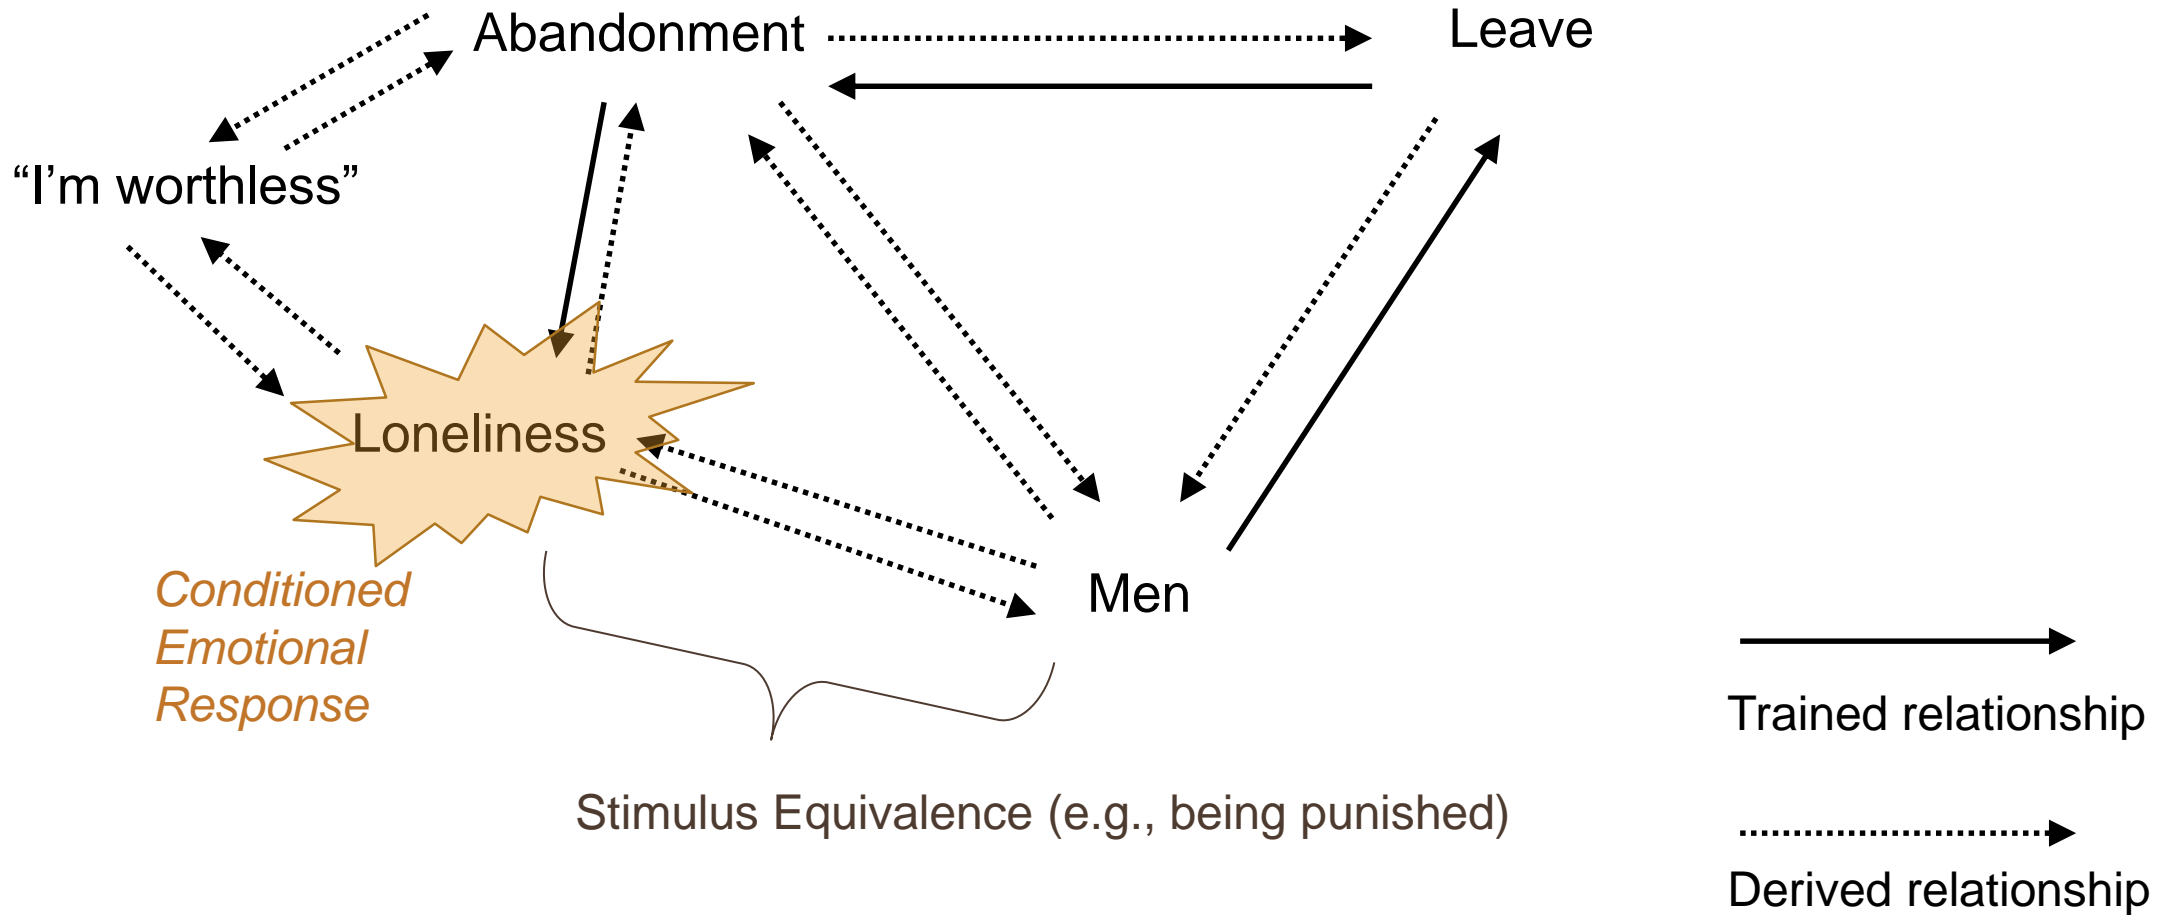 Abandonment
Leave
“I’m worthless”
Loneliness
Conditioned
Emotional
Response
Men
Trained relationship
Stimulus Equivalence (e.g., being punished)
Derived relationship